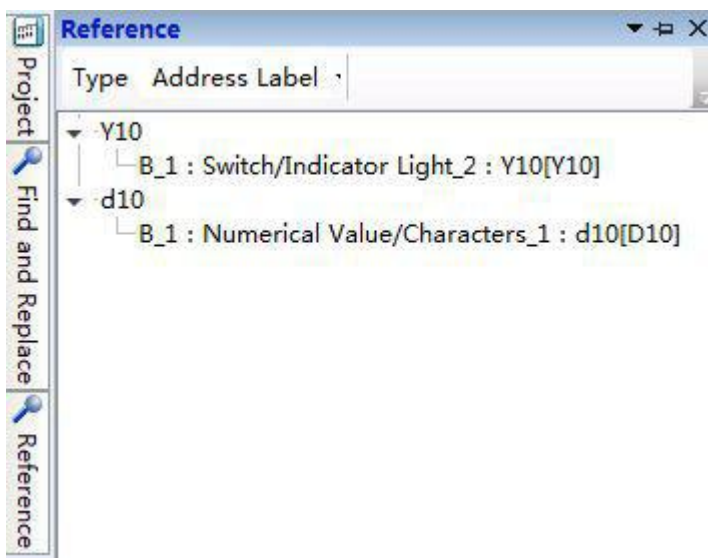 Reference
Type Address Label
Y10
B_1 : Switch/Indicator Light_2 : Y10[Y10]
d10
B_1 : Numerical Value/Characters_1 : d10[D10]
Project
Find and Replace
Reference